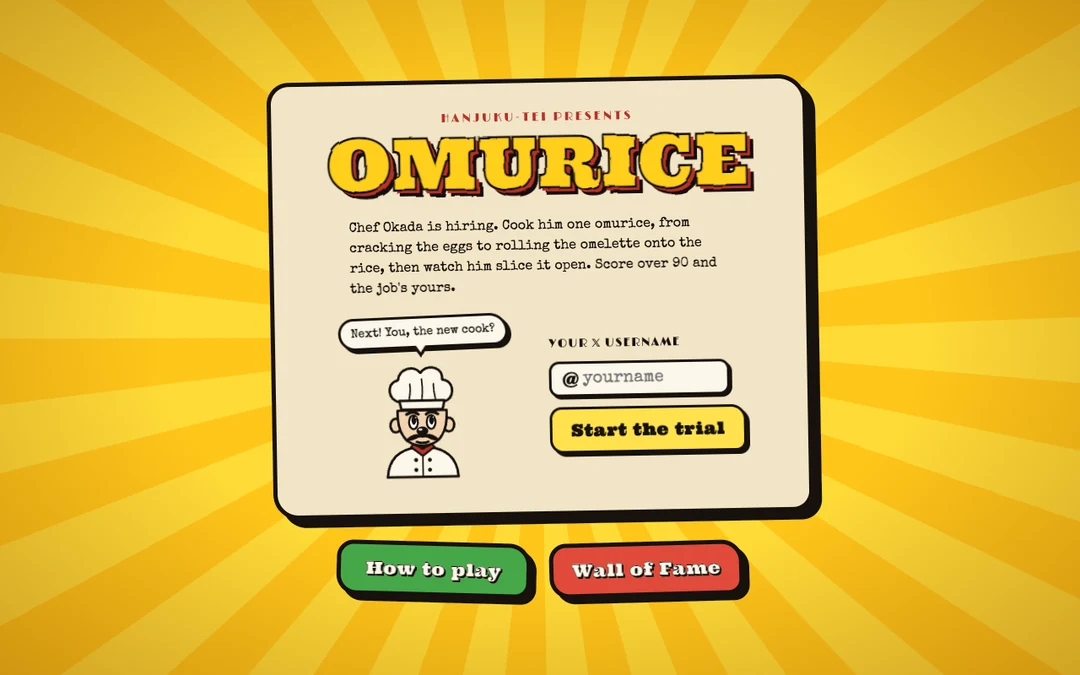 HANJUKU-TEI PRESENTS
OMURICE
Chef Okada is hiring. Cook him one omurice, from
cracking the eggs to rolling the omelette onto the
rice, then watch him slice it open. Score over 90 and
the job's yours.
Next! You, the new cook?
YOUR X USERNAME
@ yourname
Start the trial
How to play
Wall of Fame